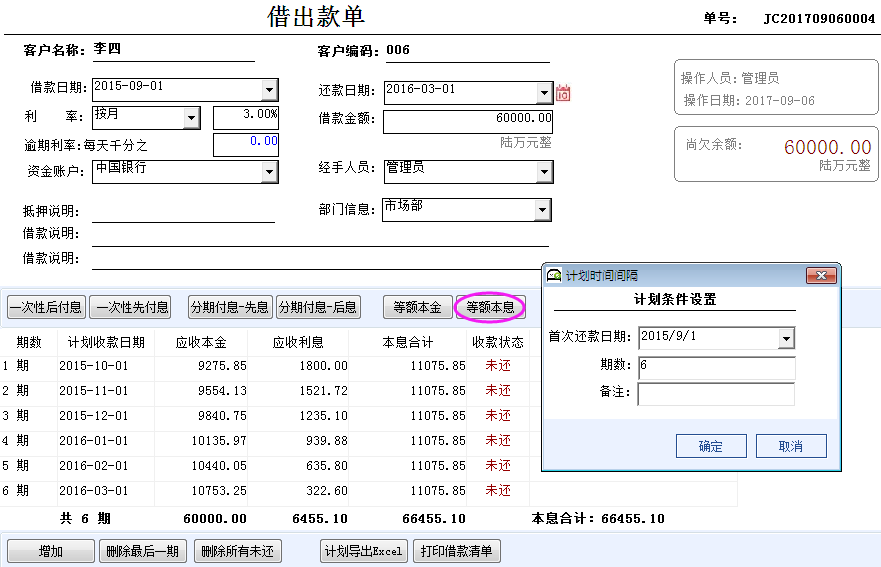 借出款单
单号： JC201709060004
客户名称：李四
客户编码：006
借款日期：2015-09-01
还款日期：2016-03-01
操作人员：管理员
操作日期：2017-09-06
利 率：按月 3.00%
借款金额：60000.00
陆万元整
逾期利率：每天千分之 0.00
尚欠余额： 60000.00
陆万元整
资金账户：中国银行
经手人员：管理员
抵押说明：
部门信息：市场部
借款说明：
借款说明：
一次性后付息 一次性先付息 分期付息-先息 分期付息-后息 等额本金 等额本息
期数 计划收款日期 应收本金 应收利息 本息合计 收款状态
1 期 2015-10-01 9275.85 1800.00 11075.85 未还
2 期 2015-11-01 9554.13 1521.72 11075.85 未还
3 期 2015-12-01 9840.75 1235.10 11075.85 未还
4 期 2016-01-01 10135.97 939.88 11075.85 未还
5 期 2016-02-01 10440.05 635.80 11075.85 未还
6 期 2016-03-01 10753.25 322.60 11075.85 未还
共 6 期 60000.00 6455.10 66455.10 本息合计：66455.10
增加 删除最后一期 删除所有未还 计划导出Excel 打印借款清单
计划时间间隔
计划条件设置
首次还款日期：2015/9/1
期数：6
备注：
确定 取消